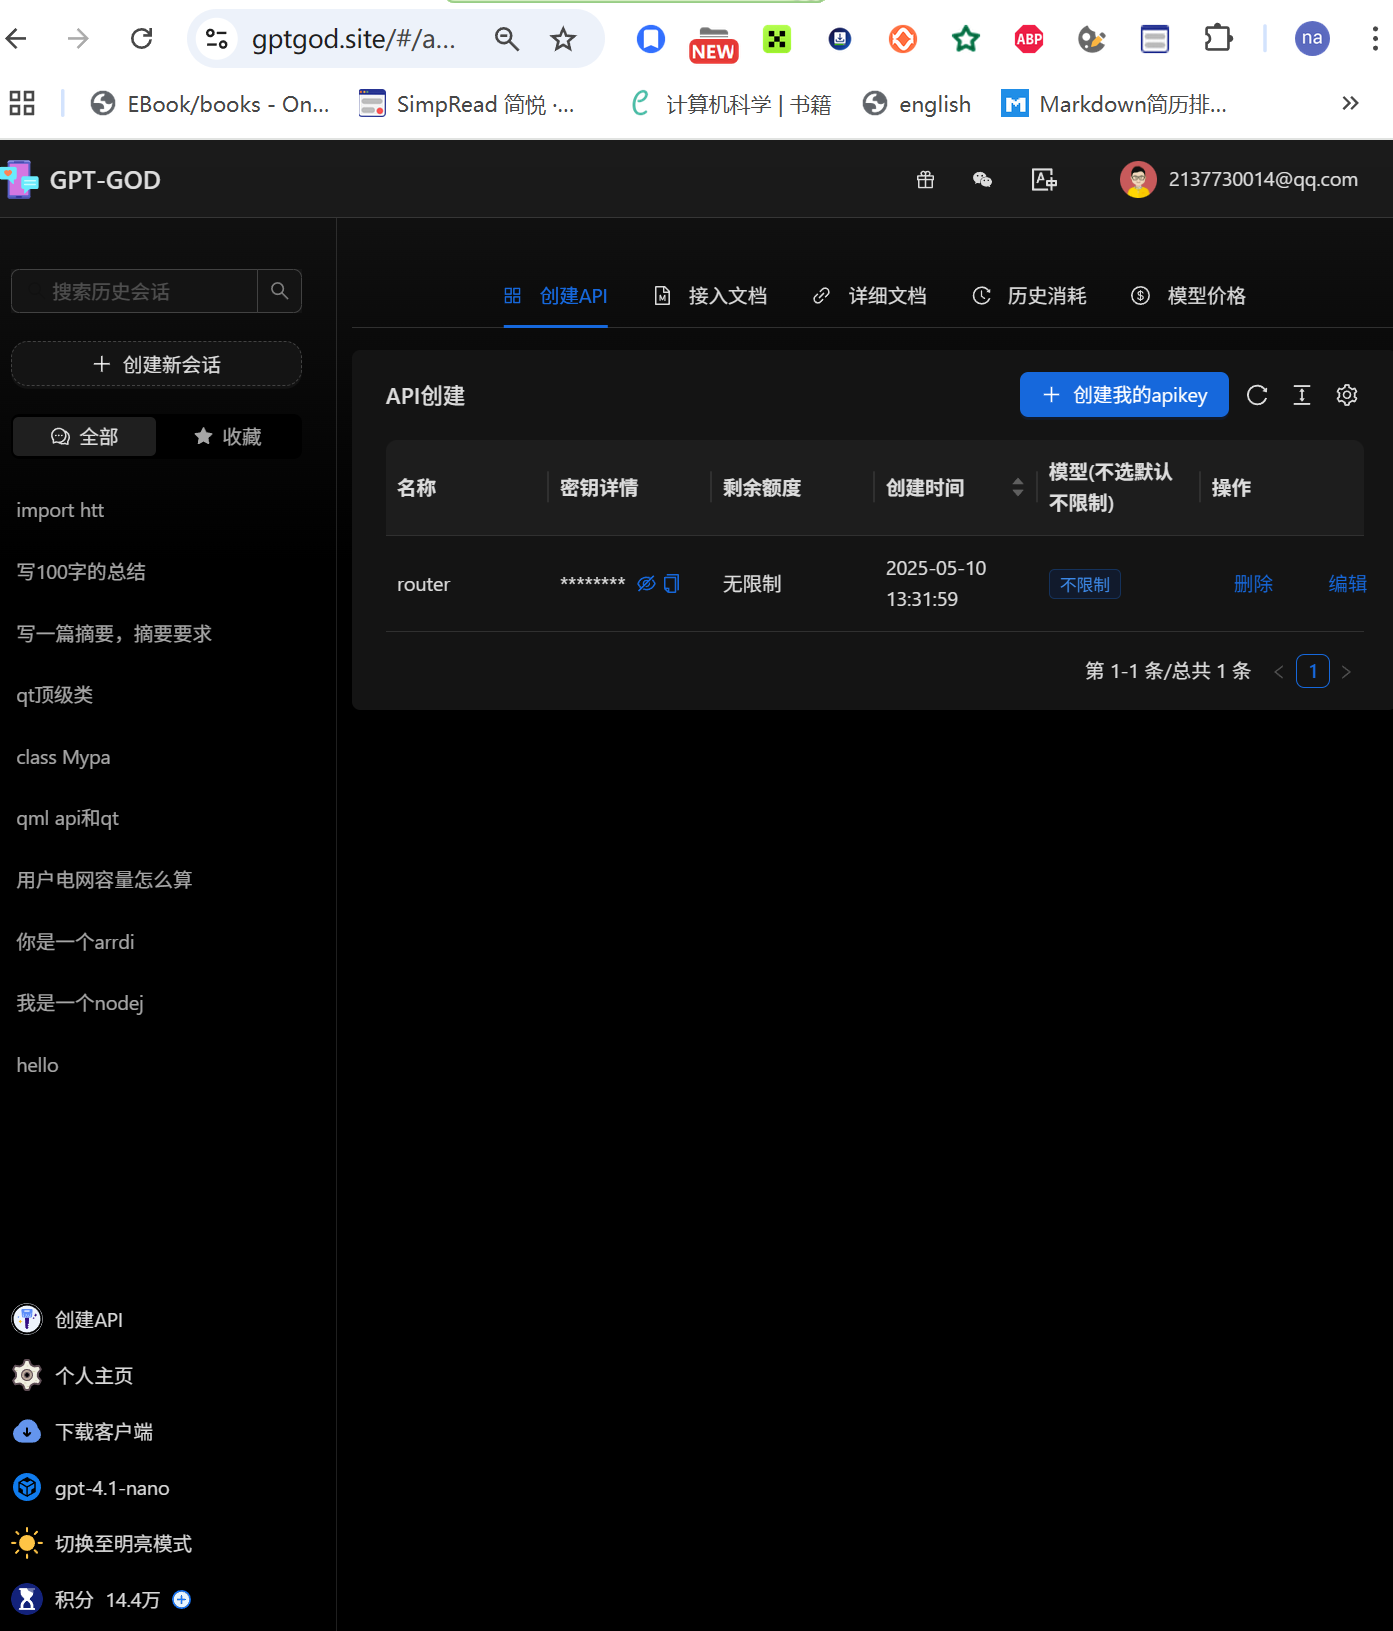 gptgod.site/#/a...
NEW
ABP
na
EBook/books - On...
SimpRead 简悦 ·...
计算机科学 | 书籍
english
Markdown简历排...
GPT-GOD
2137730014@qq.com
搜索历史会话
创建新会话
全部
收藏
import htt
写100字的总结
写一篇摘要，摘要要求
qt顶级类
class Mypa
qml api和qt
用户电网容量怎么算
你是一个arrdi
我是一个nodej
hello
创建API
个人主页
下载客户端
gpt-4.1-nano
切换至明亮模式
积分 14.4万
创建API 接入文档 详细文档 历史消耗 模型价格
API创建
创建我的apikey
名称 密钥详情 剩余额度 创建时间 模型(不选默认
不限制) 操作
router ******** 无限制 2025-05-10
13:31:59 不限制 删除 编辑
第 1-1 条/总共 1 条 < 1 >